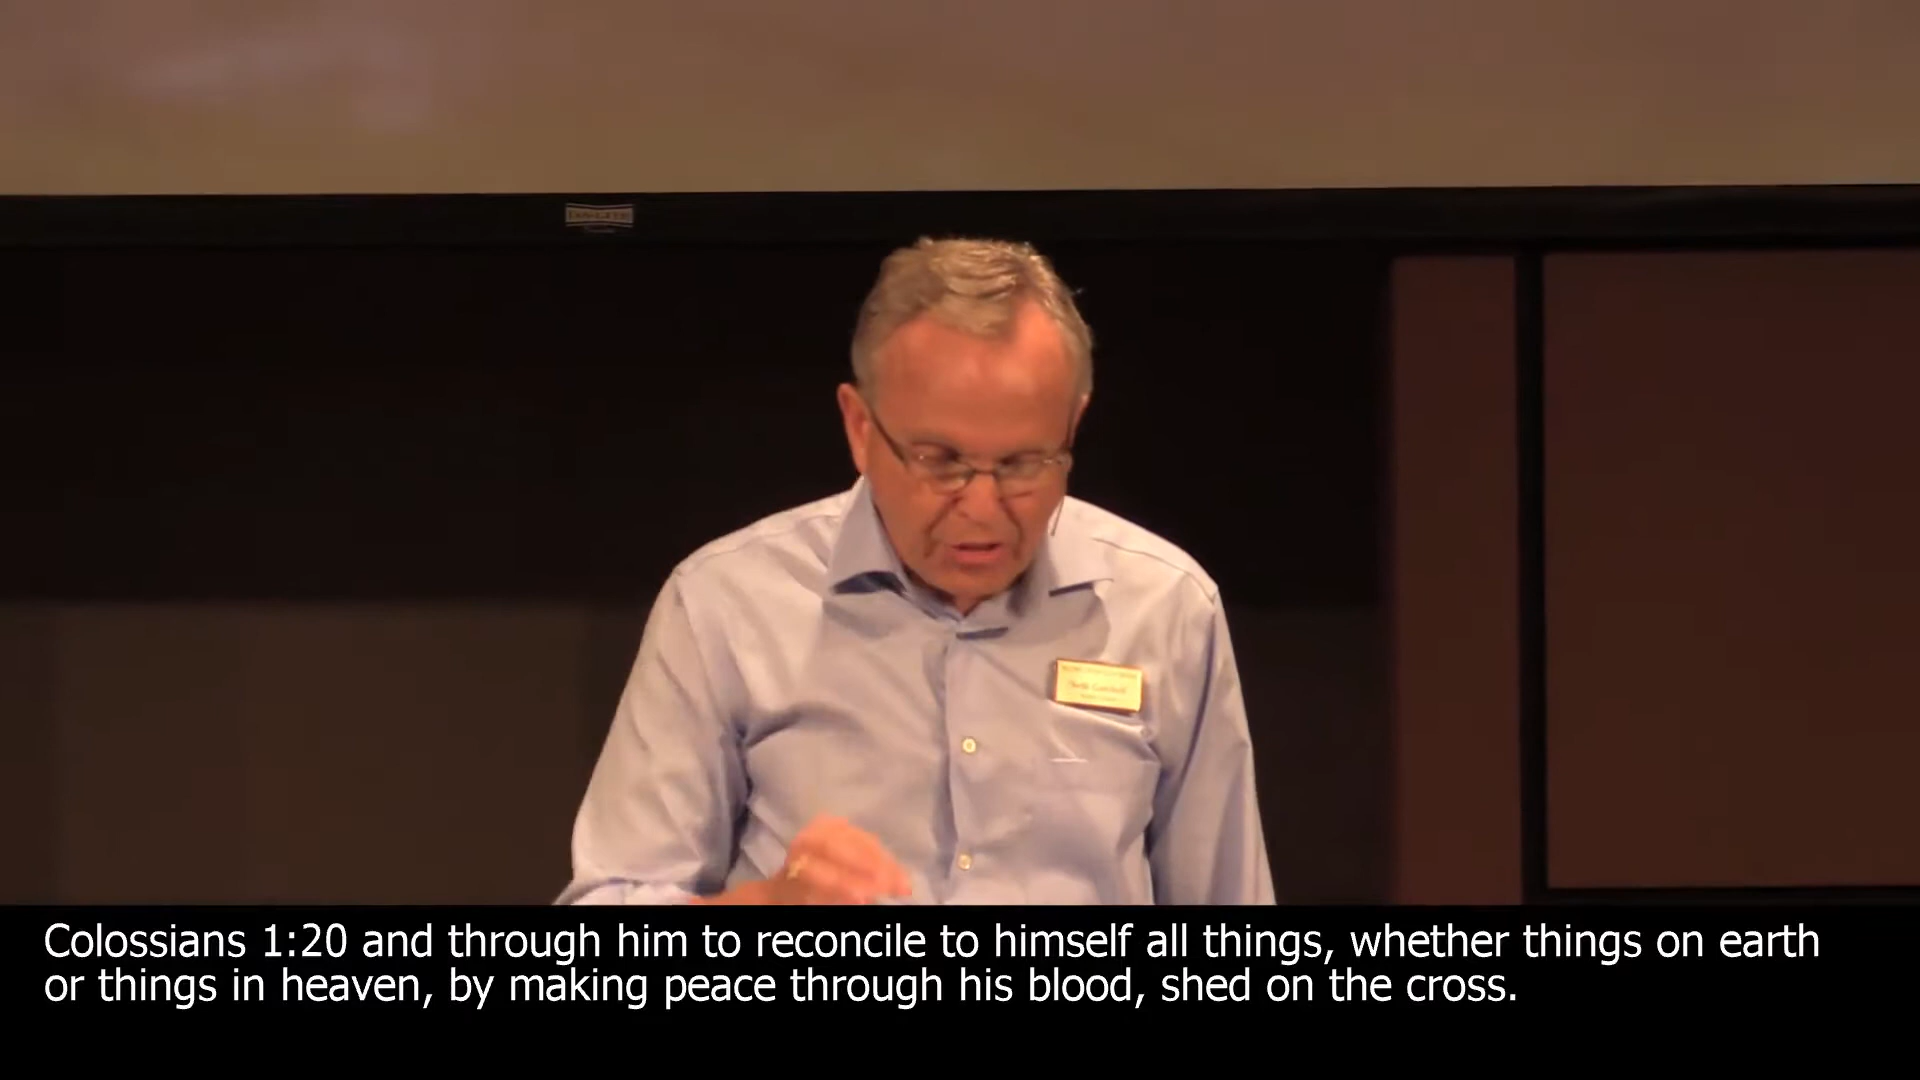 Colossians 1:20 and through him to reconcile to himself all things, whether things on earth
or things in heaven, by making peace through his blood, shed on the cross.